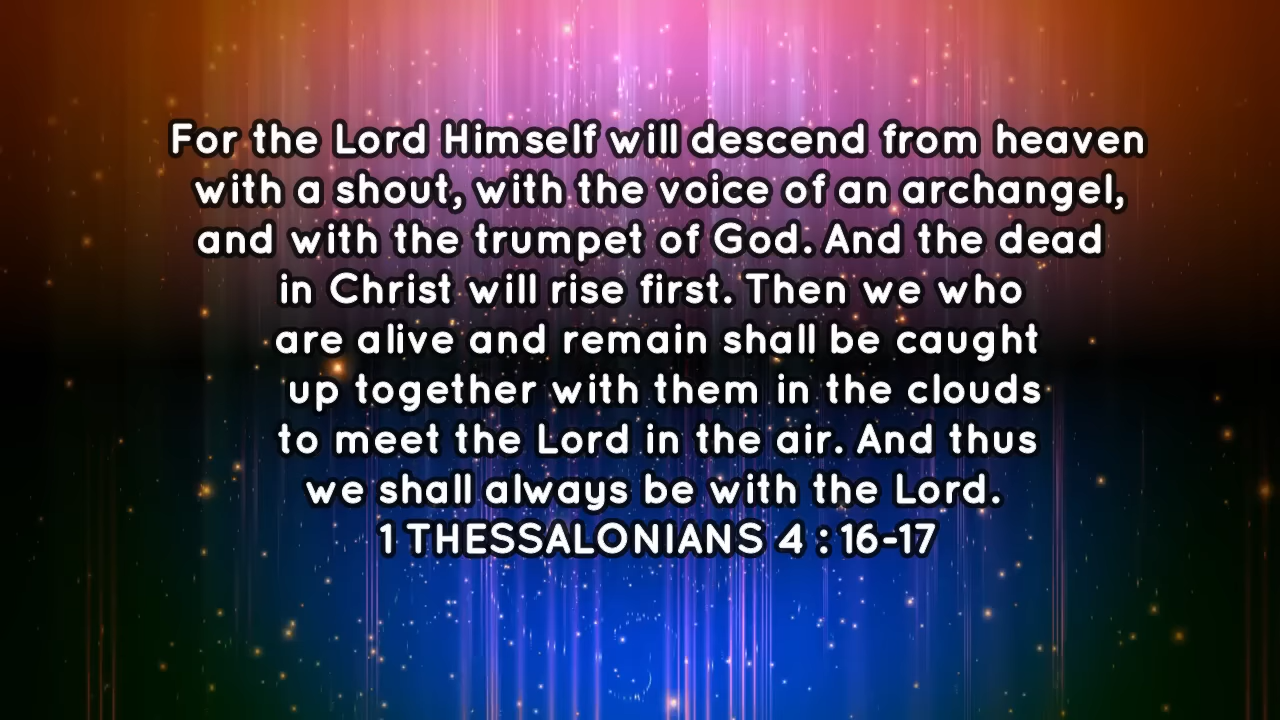 For the Lord Himself will descend from heaven
with a shout, with the voice of an archangel,
and with the trumpet of God. And the dead
in Christ will rise first. Then we who
are alive and remain shall be caught
up together with them in the clouds
to meet the Lord in the air. And thus
we shall always be with the Lord.
1 THESSALONIANS 4 : 16-17